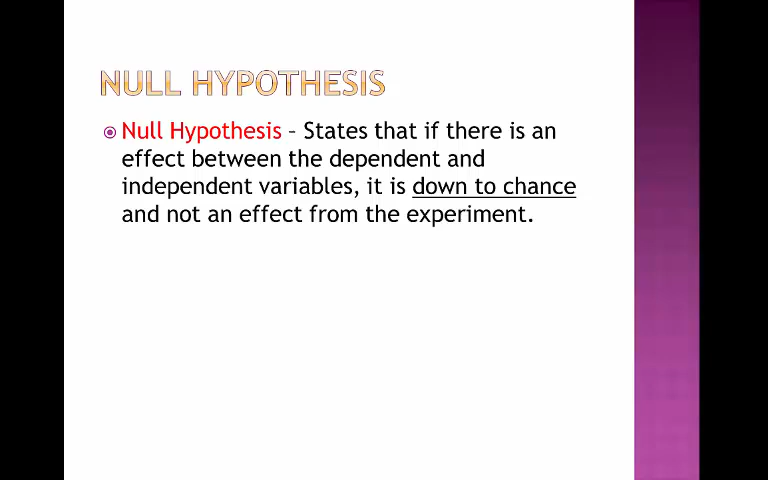 NULL HYPOTHESIS
Null Hypothesis – States that if there is an
effect between the dependent and
independent variables, it is down to chance
and not an effect from the experiment.